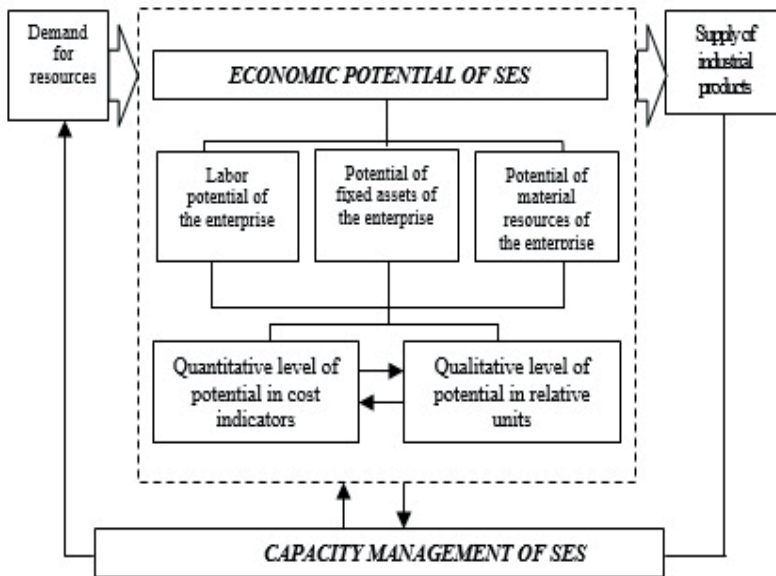 Demand
for
resources
Supply of
industrial
products
ECONOMIC POTENTIAL OF SES
Labor
potential of
the enterprise
Potential of
fixed assets of
the enterprise
Potential of
material
resources of
the enterprise
Quantitative level of
potential in cost
indicators
Qualitative level of
potential in relative
units
CAPACITY MANAGEMENT OF SES